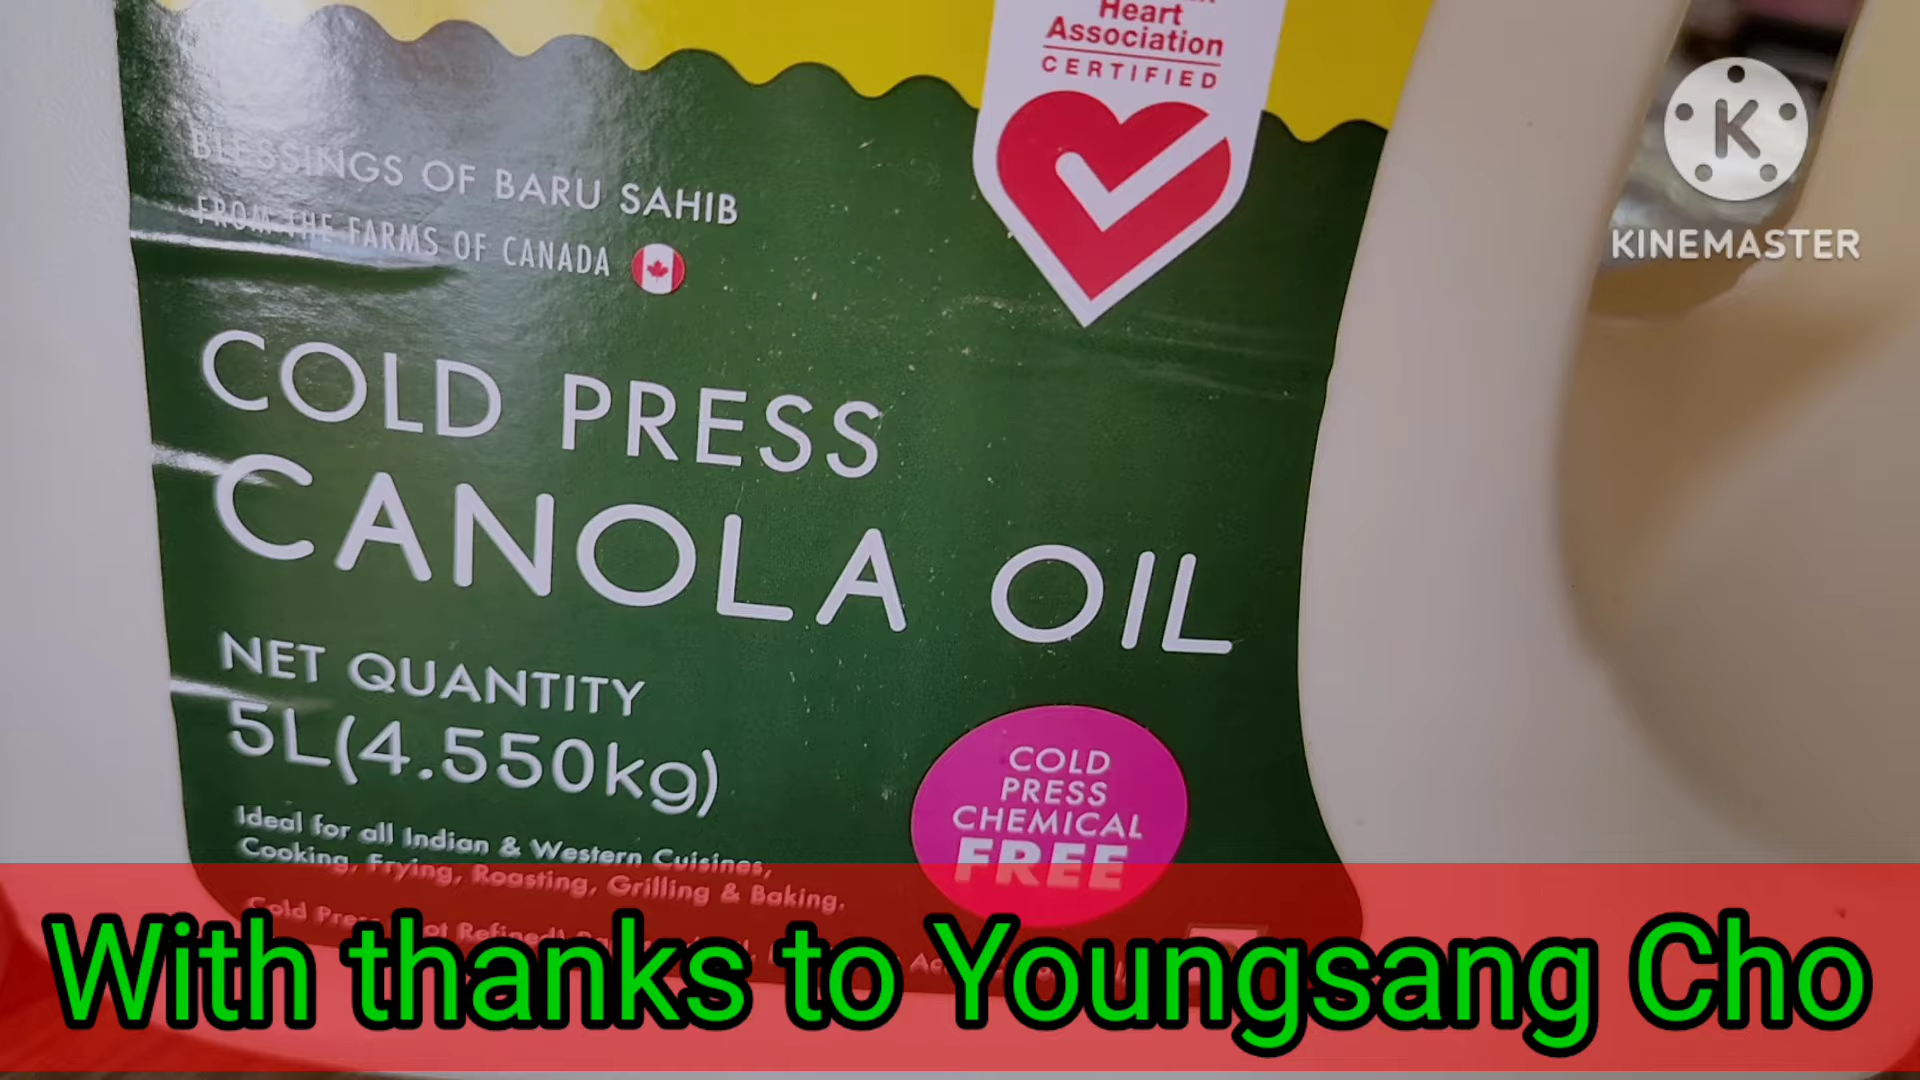 Heart
Association
CERTIFIED
K
KINEMASTER
BLESSINGS OF BARU SAHIB
FROM THE FARMS OF CANADA
COLD PRESS
CANOLA OIL
NET QUANTITY
5L(4.550kg)
COLD
PRESS
CHEMICAL
FREE
Ideal for all Indian & Western Cuisines,
Cooking, Frying, Roasting, Grilling & Baking.
Cold
With thanks to Youngsang Cho